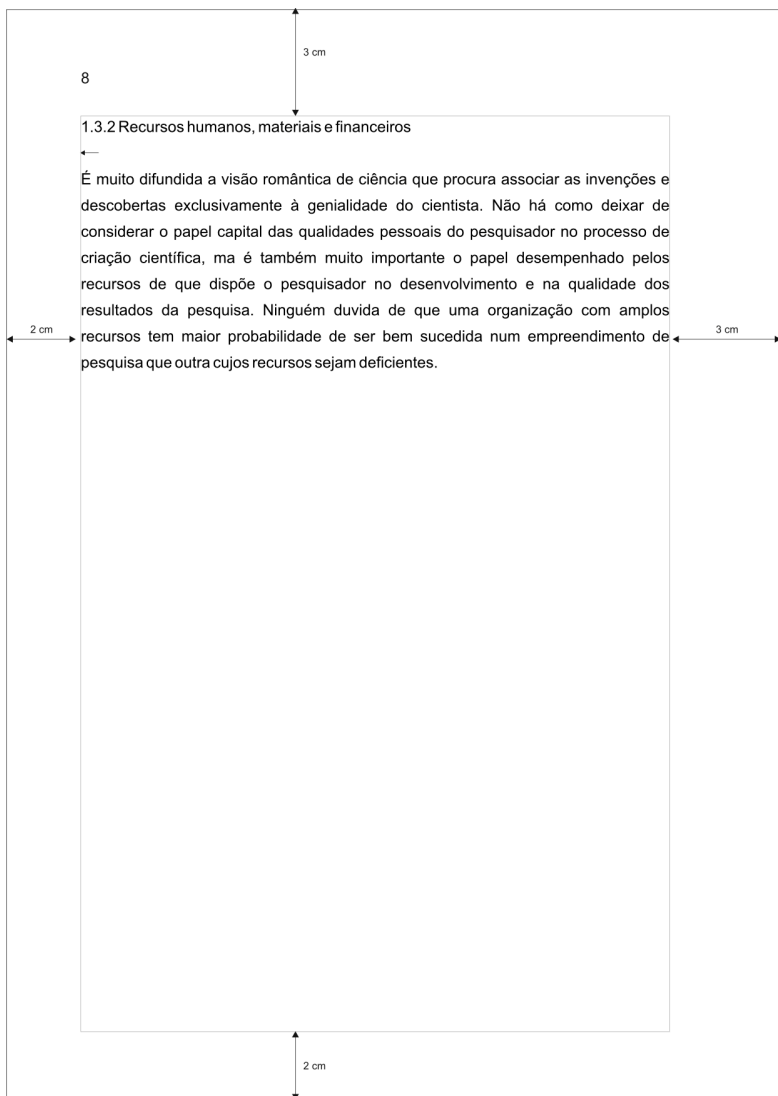 3 cm
8
1.3.2 Recursos humanos, materiais e financeiros
É muito difundida a visão romântica de ciência que procura associar as invenções e
descobertas exclusivamente à genialidade do cientista. Não há como deixar de
considerar o papel capital das qualidades pessoais do pesquisador no processo de
criação científica, ma é também muito importante o papel desempenhado pelos
recursos de que dispõe o pesquisador no desenvolvimento e na qualidade dos
resultados da pesquisa. Ninguém duvida de que uma organização com amplos
2 cm
recursos tem maior probabilidade de ser bem sucedida num empreendimento de
3 cm
pesquisa que outra cujos recursos sejam deficientes.
2 cm